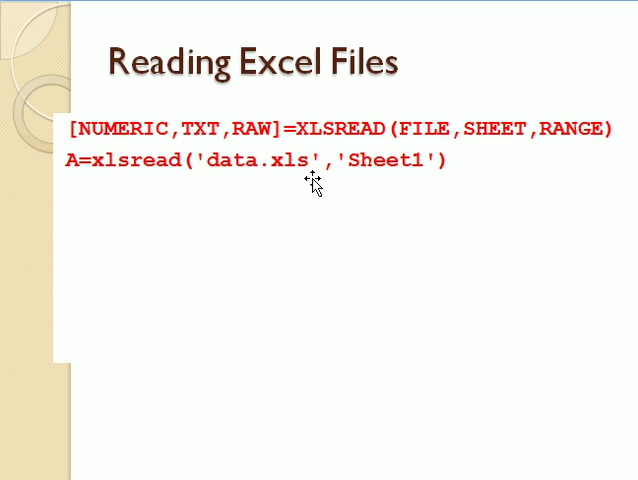 Reading Excel Files
[NUMERIC,TXT,RAW]=XLSREAD(FILE,SHEET,RANGE)
A=xlsread('data.xls','Sheet1')